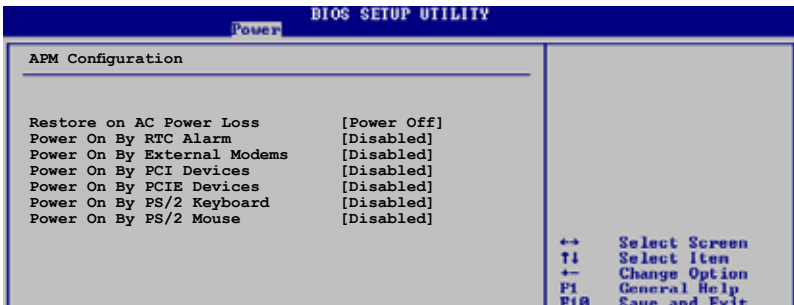 BIOS SETUP UTILITY
Power
APM Configuration
Restore on AC Power Loss [Power Off]
Power On By RTC Alarm [Disabled]
Power On By External Modems [Disabled]
Power On By PCI Devices [Disabled]
Power On By PCIE Devices [Disabled]
Power On By PS/2 Keyboard [Disabled]
Power On By PS/2 Mouse [Disabled]
←→ Select Screen
↑↓ Select Item
+- Change Option
F1 General Help
F10 Save and Exit